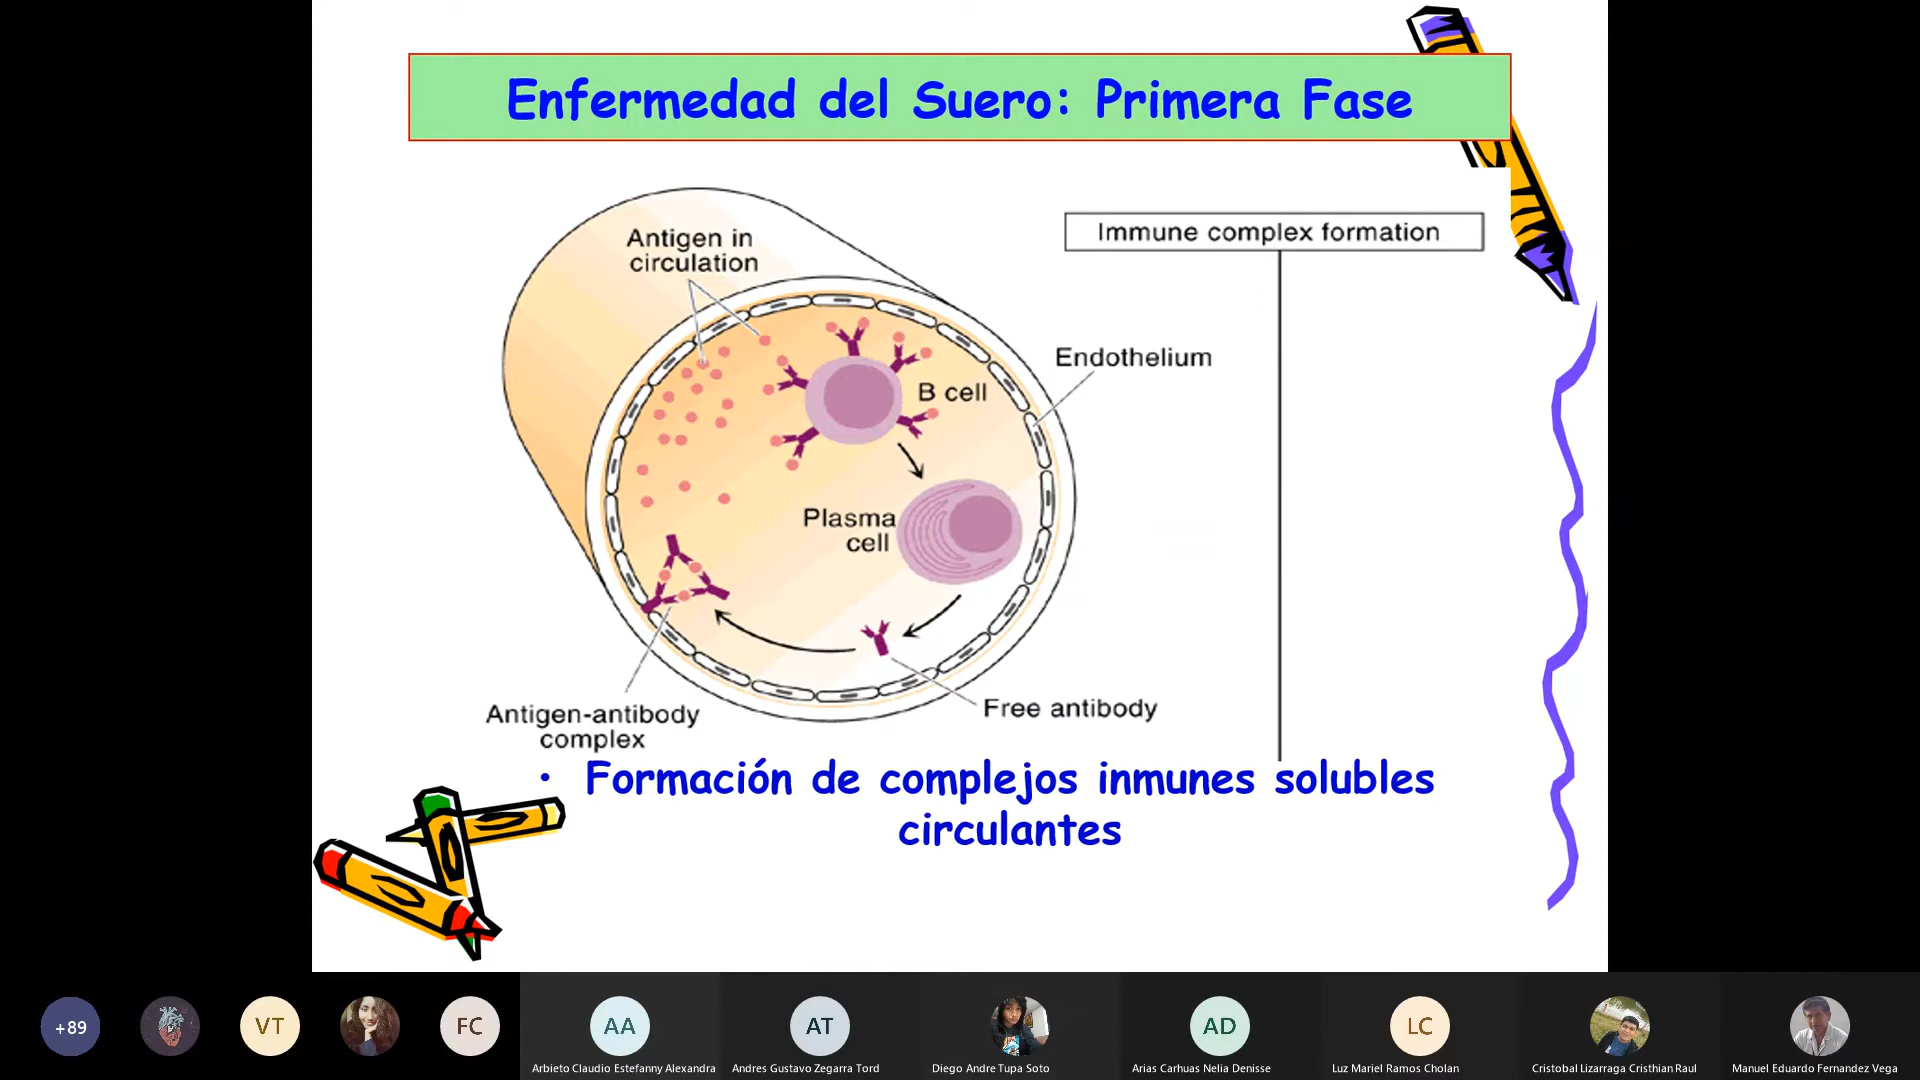 Enfermedad del Suero: Primera Fase
Antigen in
circulation
Immune complex formation
Endothelium
B cell
Plasma
cell
Antigen-antibody
complex
Free antibody
• Formación de complejos inmunes solubles
circulantes
+89
VT
FC
AA
AT
AD
LC
Arbieto Claudio Estefanny Alexandra
Andres Gustavo Zegarra Tord
Diego Andre Tupa Soto
Arias Carhuas Nelia Denisse
Luz Mariel Ramos Cholan
Cristobal Lizarraga Cristhian Raul
Manuel Eduardo Fernandez Vega